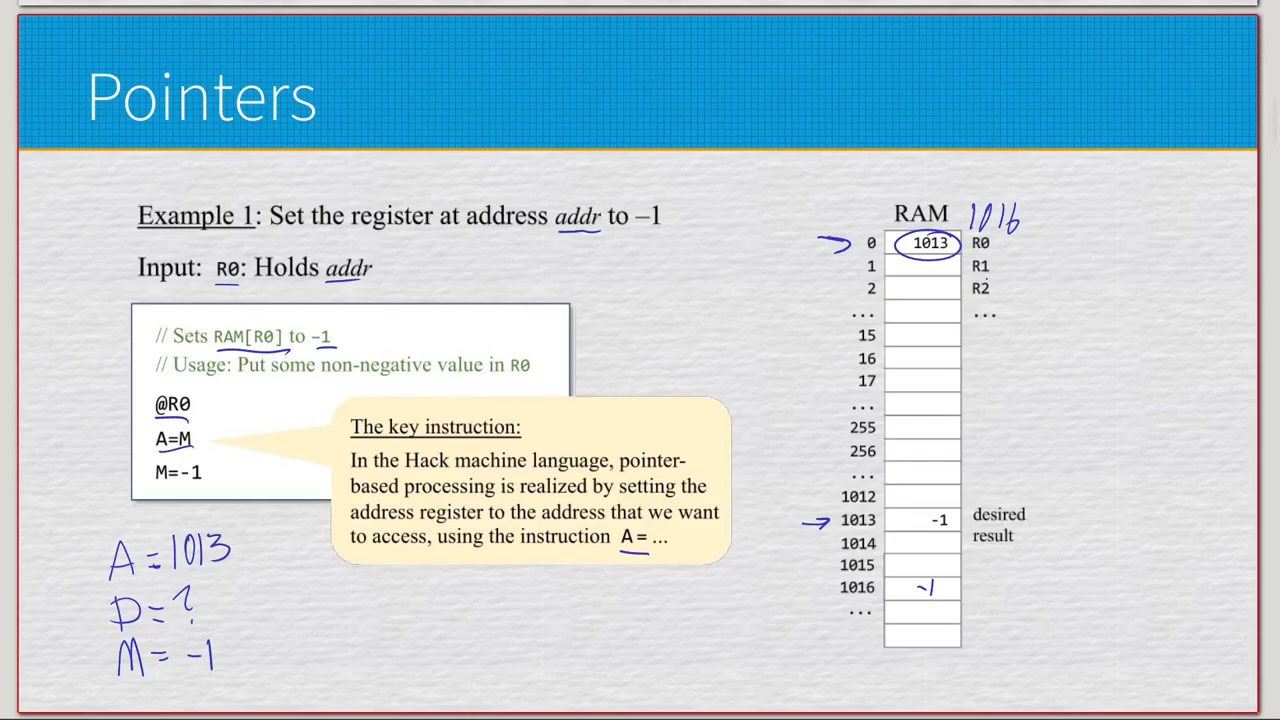 Pointers
Example 1: Set the register at address addr to –1
Input: R0: Holds addr
// Sets RAM[R0] to –1
// Usage: Put some non-negative value in R0
@R0
A=M
M=-1
The key instruction:
In the Hack machine language, pointer-
based processing is realized by setting the
address register to the address that we want
to access, using the instruction A = ...
A = 1013
D = ?
M = -1
RAM 1016
0 1013 R0
1 R1
2 R2
... ...
15
16
17
...
255
256
...
1012
1013 -1 desired
result
1014
1015
1016 -1
...